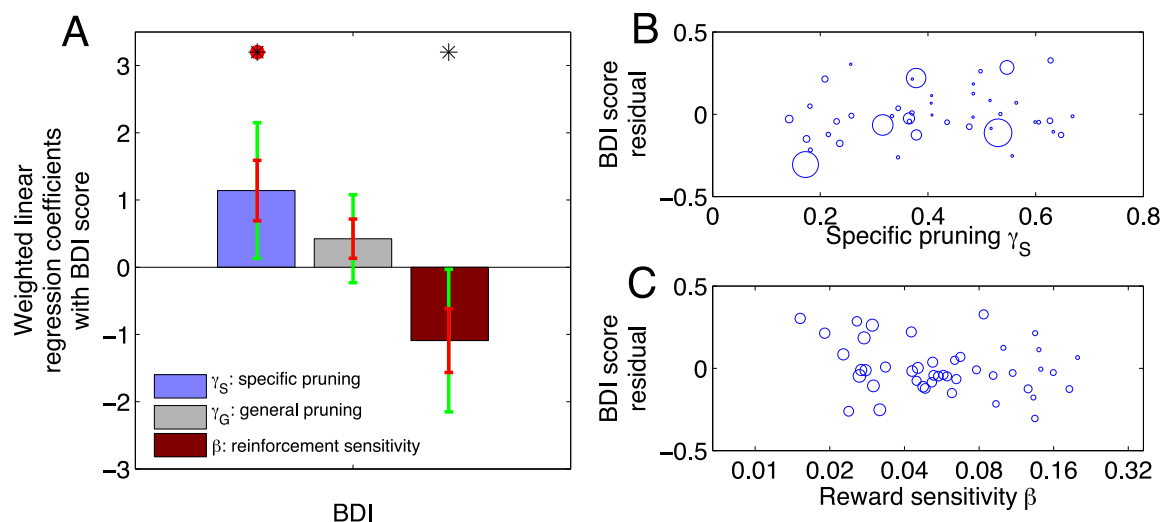 A
Weighted linear
regression coefficients
with BDI score
3
2
1
0
−1
−2
−3
γS: specific pruning
γG: general pruning
β: reinforcement sensitivity
BDI
B
BDI score
residual
0.5
0
−0.5
0
0.2
0.4
0.6
0.8
Specific pruning γS
C
BDI score
residual
0.5
0
−0.5
0.01
0.02
0.04
0.08
0.16
0.32
Reward sensitivity β